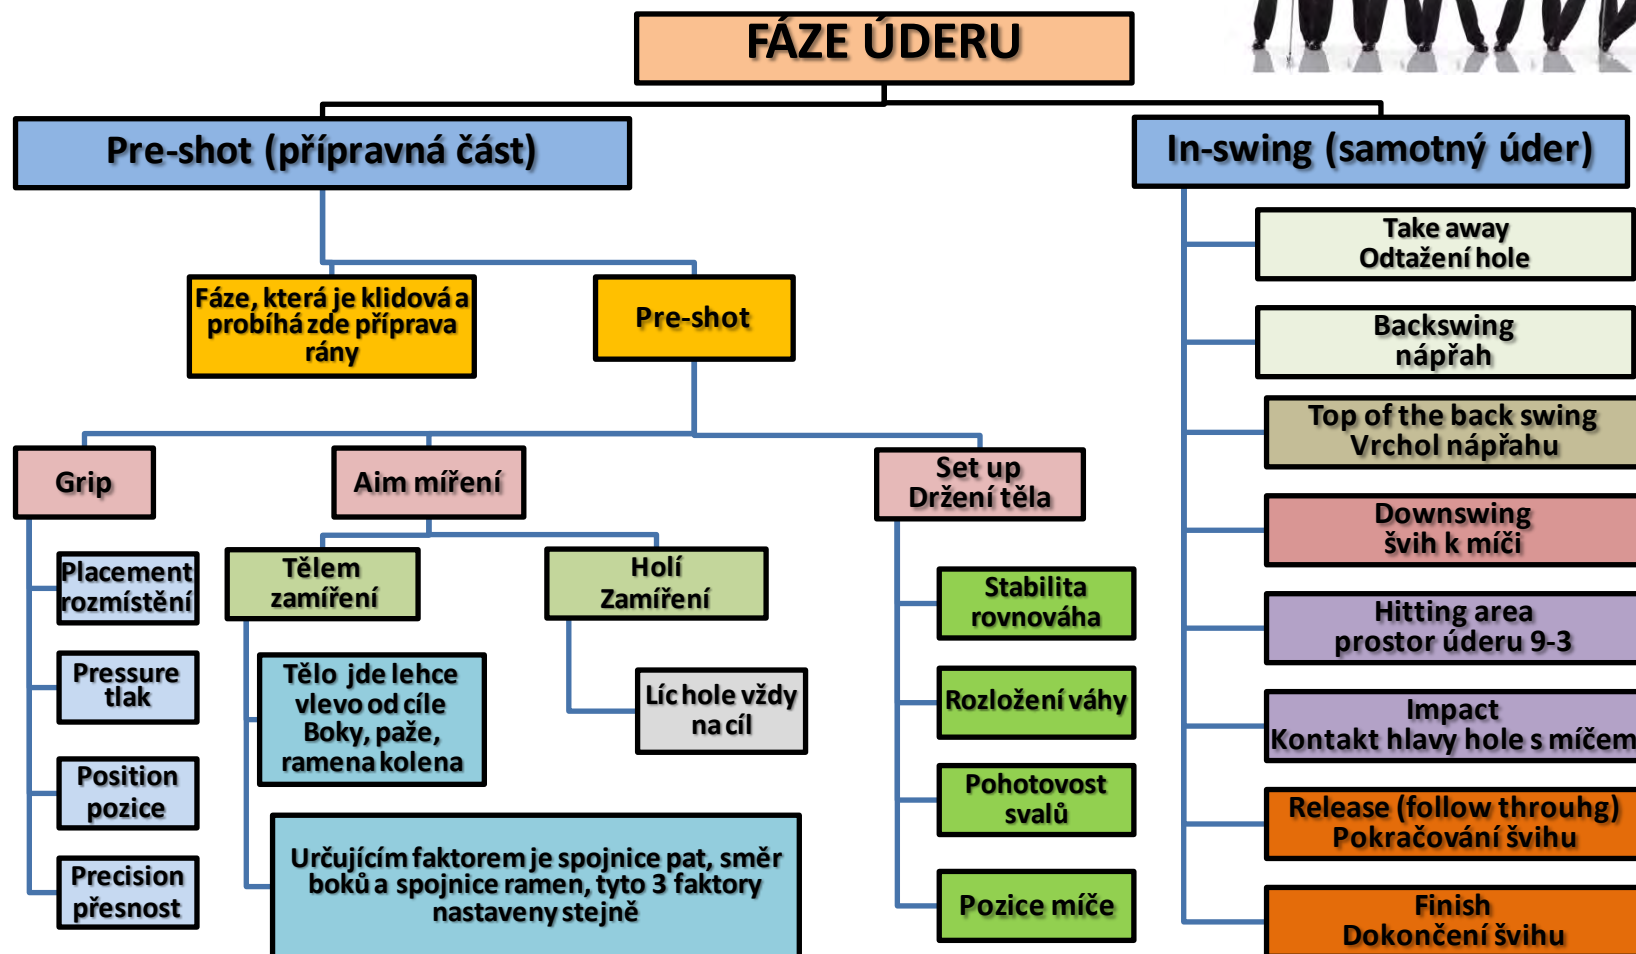 FÁZE ÚDERU
Pre-shot (přípravná část)
In-swing (samotný úder)
Fáze, která je klidová a
probíhá zde příprava
rány
Pre-shot
Grip
Placement
rozmístění
Pressure
tlak
Position
pozice
Precision
přesnost
Aim míření
Tělem
zamíření
Tělo jde lehce
vlevo od cíle
Boky, paže,
ramena kolena
Určujícím faktorem je spojnice pat, směr
boků a spojnice ramen, tyto 3 faktory
nastaveny stejně
Holí
Zamíření
Líc hole vždy
na cíl
Set up
Držení těla
Stabilita
rovnováha
Rozložení váhy
Pohotovost
svalů
Pozice míče
Take away
Odtažení hole
Backswing
nápřah
Top of the back swing
Vrchol nápřahu
Downswing
švih k míči
Hitting area
prostor úderu 9-3
Impact
Kontakt hlavy hole s míčem
Release (follow throuhg)
Pokračování švihu
Finish
Dokončení švihu